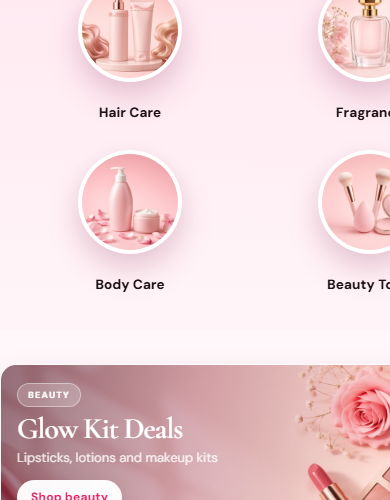 Hair Care
Body Care
BEAUTY
Glow Kit Deals
Lipsticks, lotions and makeup kits
Shop beauty